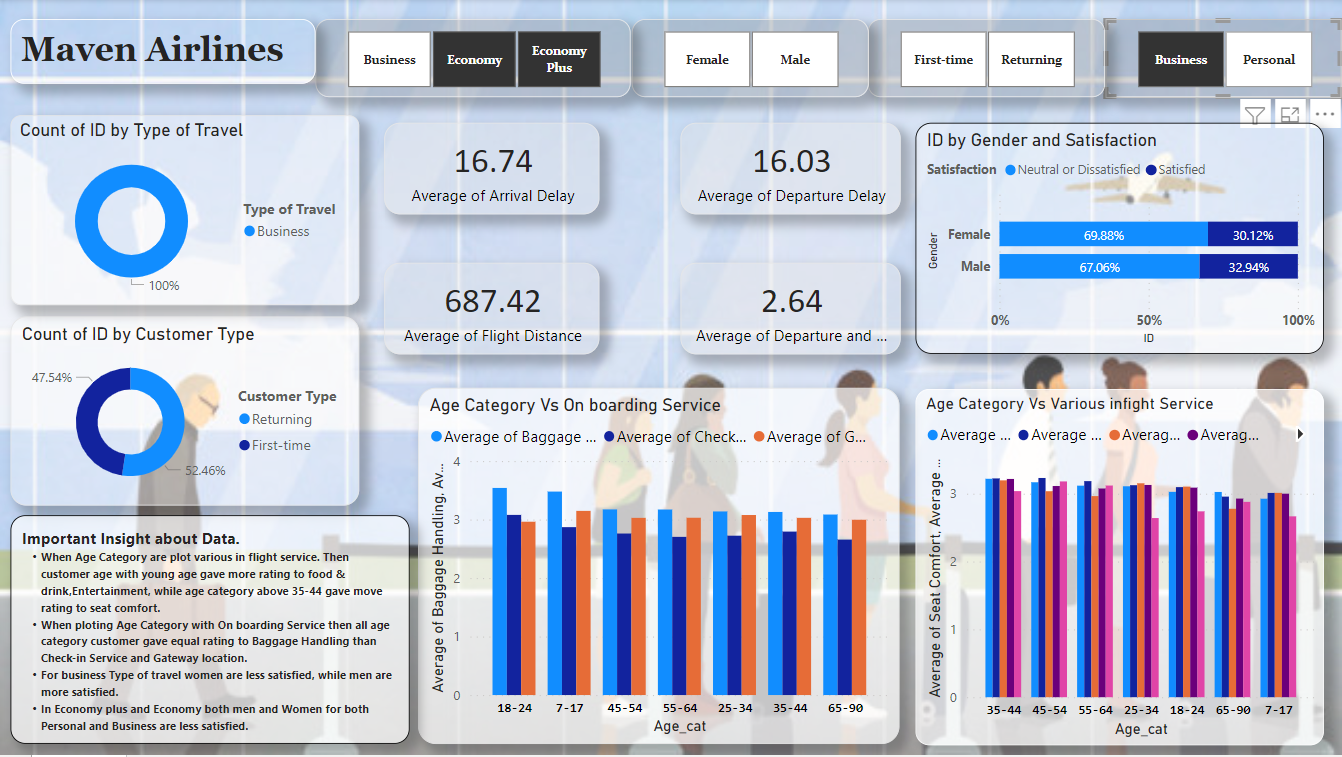 Maven Airlines
Business
Economy
Economy
Plus
Female
Male
First-time
Returning
Business
Personal
Count of ID by Type of Travel
Type of Travel
Business
100%
16.74
Average of Arrival Delay
16.03
Average of Departure Delay
687.42
Average of Flight Distance
2.64
Average of Departure and ...
ID by Gender and Satisfaction
Satisfaction
Neutral or Dissatisfied
Satisfied
Gender
Female
69.88%
30.12%
Male
67.06%
32.94%
0%
50%
100%
ID
Count of ID by Customer Type
47.54%
52.46%
Customer Type
Returning
First-time
Important Insight about Data.
• When Age Category are plot various in flight service. Then
customer age with young age gave more rating to food &
drink,Entertainment, while age category above 35-44 gave move
rating to seat comfort.
• When ploting Age Category with On boarding Service then all age
category customer gave equal rating to Baggage Handling than
Check-in Service and Gateway location.
• For business Type of travel women are less satisfied, while men are
more satisfied.
• In Economy plus and Economy both men and Women for both
Personal and Business are less satisfied.
Age Category Vs On boarding Service
Average of Baggage ...
Average of Check...
Average of G...
Average of Baggage Handling, Av...
4
3
2
1
0
18-24
7-17
45-54
55-64
25-34
35-44
65-90
Age_cat
Age Category Vs Various infight Service
Average ...
Average ...
Averag...
Averag...
Average of Seat Comfort, Average ...
3
2
1
0
35-44
45-54
55-64
25-34
18-24
65-90
7-17
Age_cat